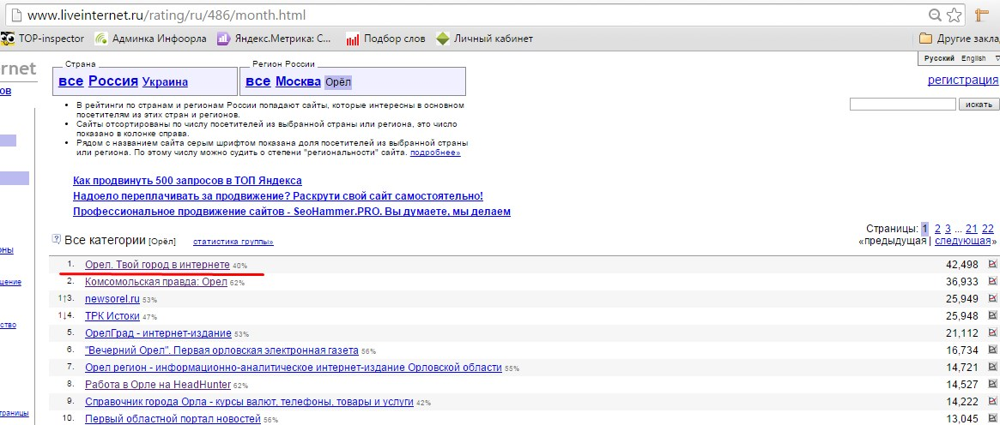 www.liveinternet.ru/rating/ru/486/month.html
TOP-inspector Админка Инфоорла Яндекс.Метрика: С... Подбор слов Личный кабинет Другие закла
rnet
Русский English
ов
Страна Регион России
все Россия Украина все Москва Орёл
регистрация
искать
• В рейтинги по странам и регионам России попадают сайты, которые интересны в основном
посетителям из этих стран и регионов.
• Сайты отсортированы по числу посетителей из выбранной страны или региона, это число
показано в колонке справа.
• Рядом с названием сайта серым шрифтом показана доля посетителей из выбранной страны
или региона. По этому числу можно судить о степени "региональности" сайта. подробнее»
Как продвинуть 500 запросов в ТОП Яндекса
Надоело переплачивать за продвижение? Раскрути свой сайт самостоятельно!
Профессиональное продвижение сайтов - SeoHammer.PRO. Вы думаете, мы делаем
Страницы: 1 2 3 ... 21 22
? Все категории [Орёл] статистика группы» «предыдущая | следующая»
оны
щение
ство
траницы
1. Орел. Твой город в интернете 40% 42,498
2. Комсомольская правда: Орел 62% 36,933
1↑3. newsorel.ru 53% 25,949
1↓4. ТРК Истоки 47% 25,948
5. ОрелГрад - интернет-издание 53% 21,112
6. "Вечерний Орел". Первая орловская электронная газета 56% 16,734
7. Орел регион - информационно-аналитическое интернет-издание Орловской области 55% 14,721
8. Работа в Орле на HeadHunter 62% 14,527
9. Справочник города Орла - курсы валют, телефоны, товары и услуги 42% 14,222
10. Первый областной портал новостей 56% 13,045